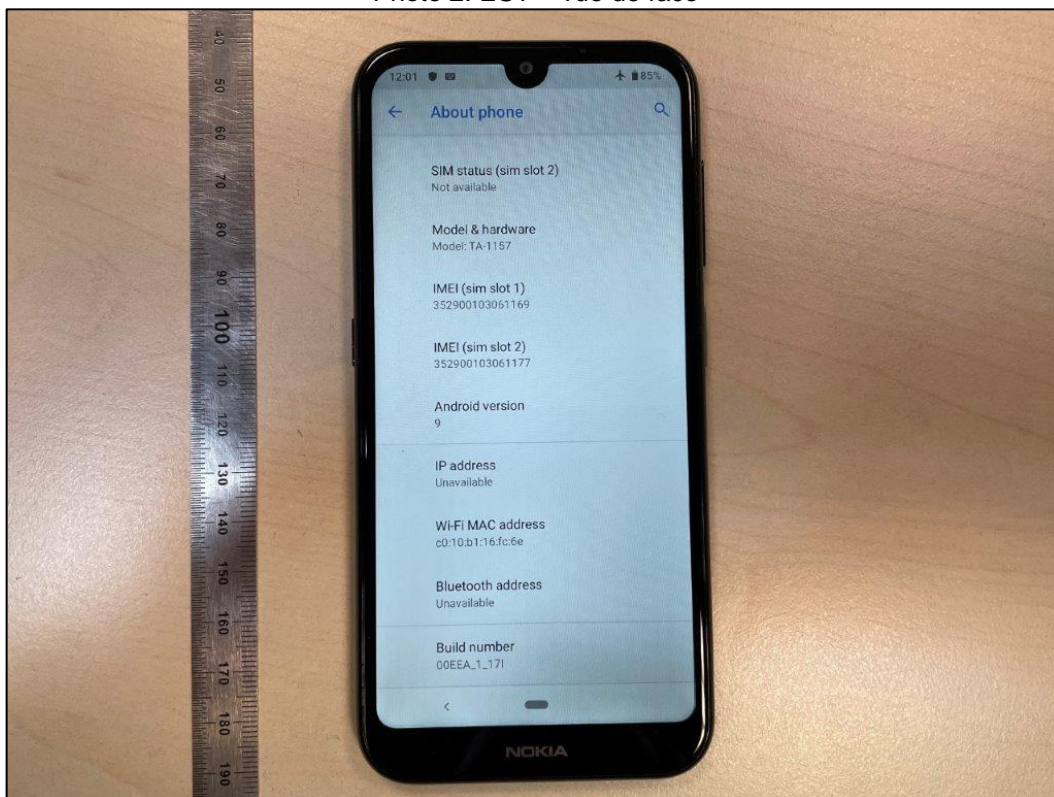 40
50
60
70
80
90
100
110
120
130
140
150
160
170
180
190
12:01 85%
About phone
SIM status (sim slot 2)
Not available
Model & hardware
Model: TA-1157
IMEI (sim slot 1)
352900103061169
IMEI (sim slot 2)
352900103061177
Android version
9
IP address
Unavailable
Wi-Fi MAC address
c0:10:b1:16:fc:6e
Bluetooth address
Unavailable
Build number
00EEA_1_17I
NOKIA